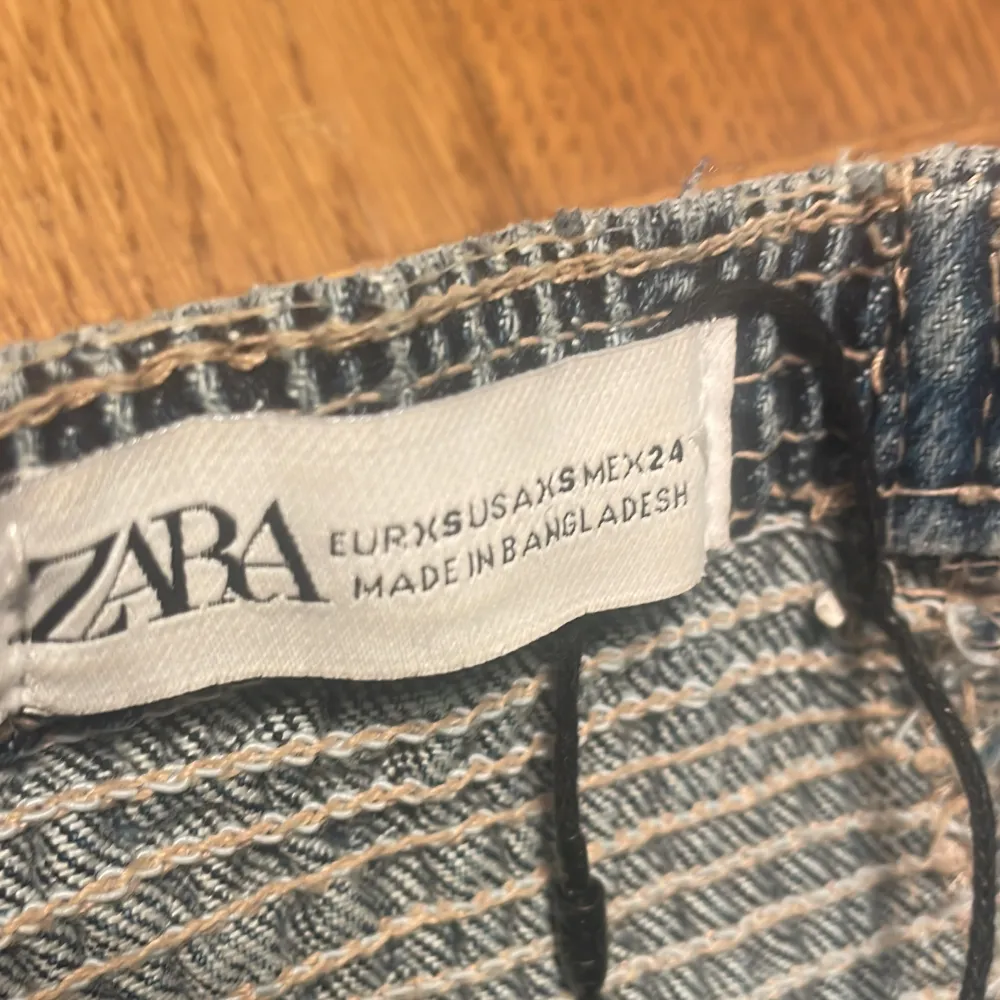 ZARA
EUR XS USA XS MEX 24
MADE IN BANGLADESH